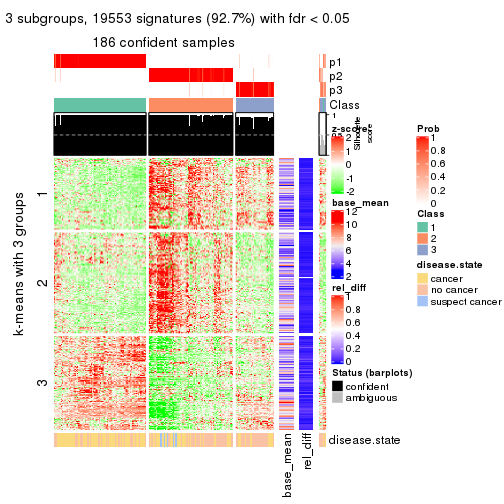 3 subgroups, 19553 signatures (92.7%) with fdr < 0.05
186 confident samples
p1
p2
p3
Class
1
0.5
0
Silhouette
score
k-means with 3 groups
1
2
3
disease.state
base_mean
rel_diff
z-score
2
1
0
-1
-2
base_mean
12
10
8
6
4
2
rel_diff
1
0.8
0.6
0.4
0.2
0
Status (barplots)
confident
ambiguous
Prob
1
0.8
0.6
0.4
0.2
0
Class
1
2
3
disease.state
cancer
no cancer
suspect cancer